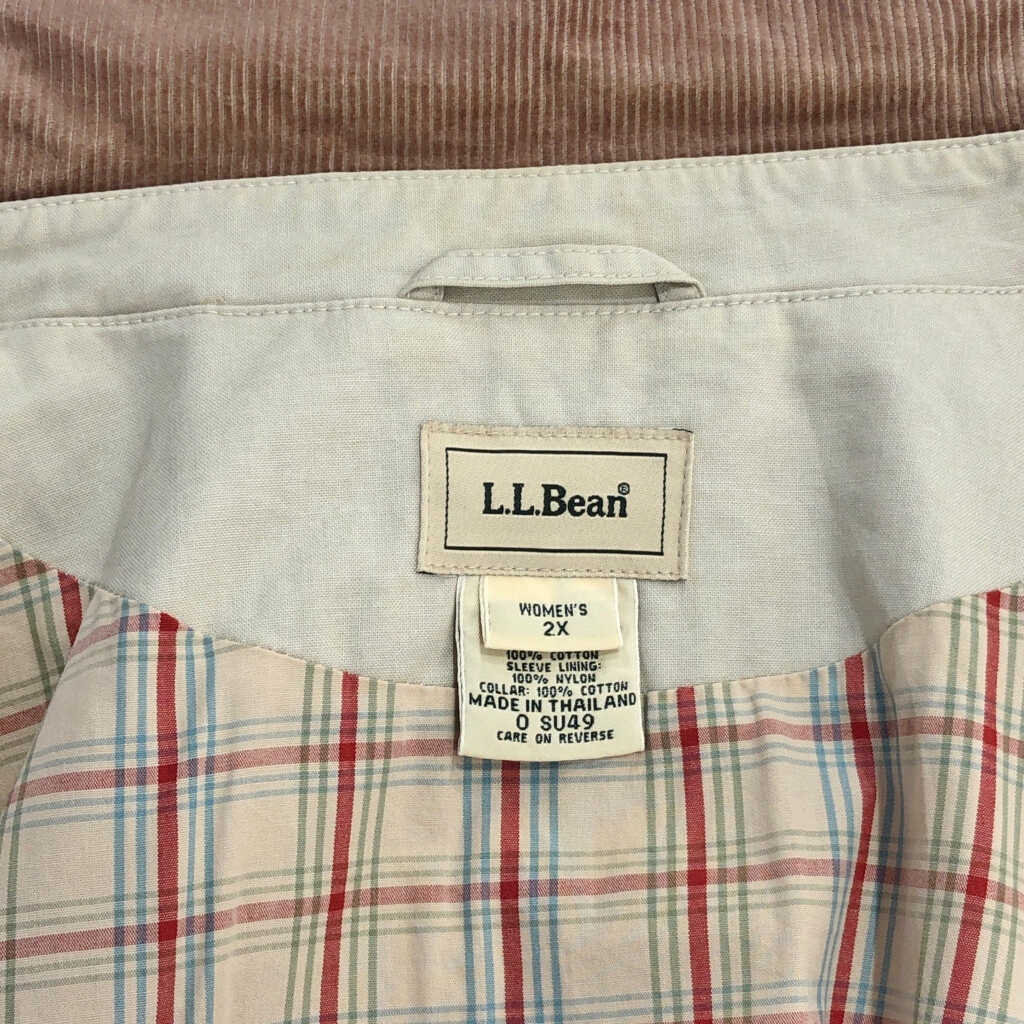 L.L.Bean®
WOMEN'S
2X
100% COTTON
SLEEVE LINING:
100% NYLON
COLLAR: 100% COTTON
MADE IN THAILAND
O SU49
CARE ON REVERSE